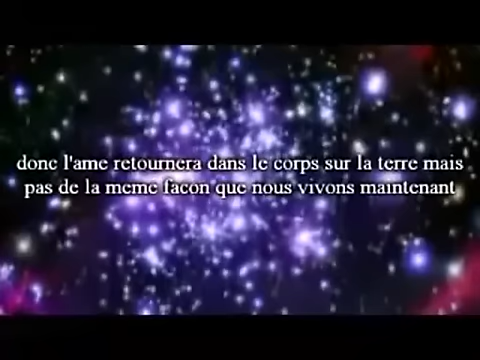 donc l'ame retournera dans le corps sur la terre mais
pas de la meme facon que nous vivons maintenant